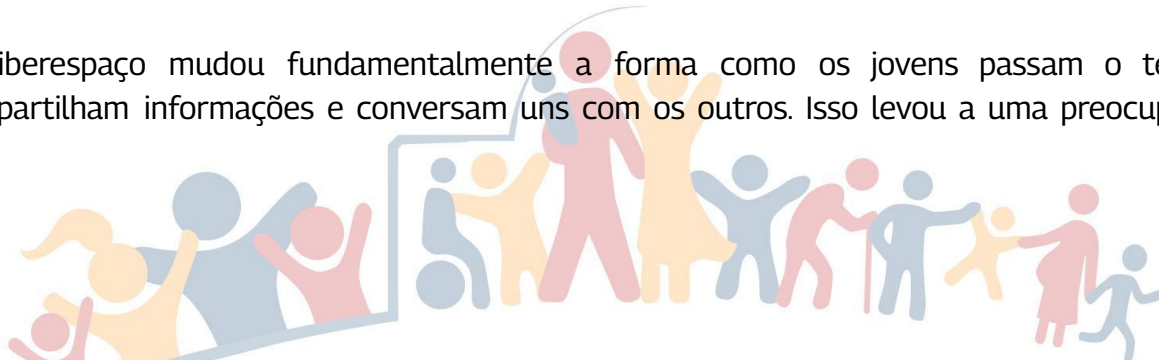 iberespaço mudou fundamentalmente a forma como os jovens passam o te
partilham informações e conversam uns com os outros. Isso levou a uma preocup